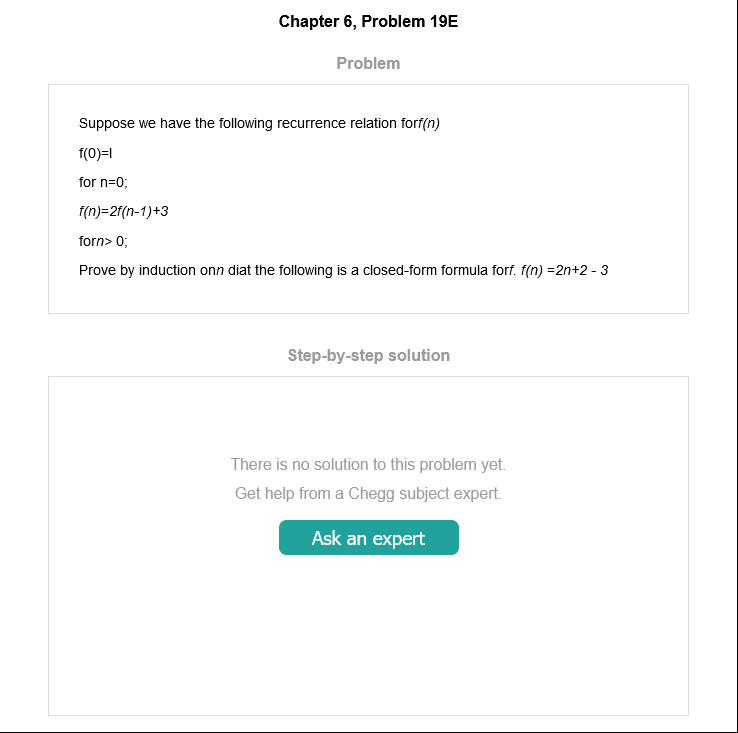 Chapter 6, Problem 19E
Problem
Suppose we have the following recurrence relation forf(n)
f(0)=l
for n=0;
f(n)=2f(n-1)+3
forn> 0;
Prove by induction onn diat the following is a closed-form formula forf. f(n) =2n+2 - 3
Step-by-step solution
There is no solution to this problem yet.
Get help from a Chegg subject expert.
Ask an expert